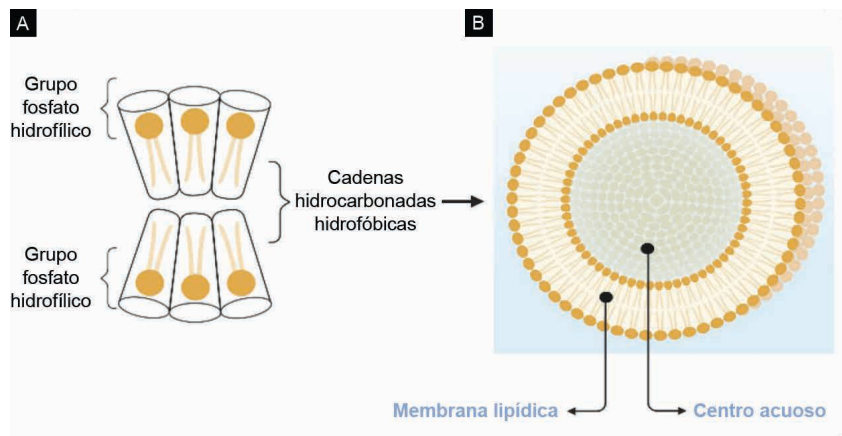 A
B
Grupo
fosfato
hidrofílico
Cadenas
hidrocarbonadas
hidrofóbicas
Grupo
fosfato
hidrofílico
Membrana lipídica
Centro acuoso